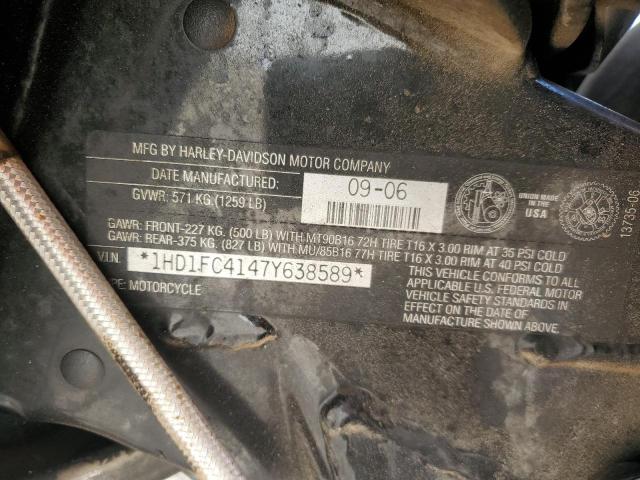 MFG BY HARLEY-DAVIDSON MOTOR COMPANY
DATE MANUFACTURED: 09-06
GVWR: 571 KG. (1259 LB)
GAWR: FRONT-227 KG. (500 LB) WITH MT90B16 72H TIRE T16 X 3.00 RIM AT 35 PSI COLD
GAWR: REAR-375 KG. (827 LB) WITH MU/85B16 77H TIRE T16 X 3.00 RIM AT 40 PSI COLD
V.I.N. *1HD1FC4147Y638589*
TYPE: MOTORCYCLE
THIS VEHICLE CONFORMS TO ALL
APPLICABLE U.S. FEDERAL MOTOR
VEHICLE SAFETY STANDARDS IN EFFECT ON
DATE OF MANUFACTURE SHOWN ABOVE.
UNION MADE IN
USA
13735-06